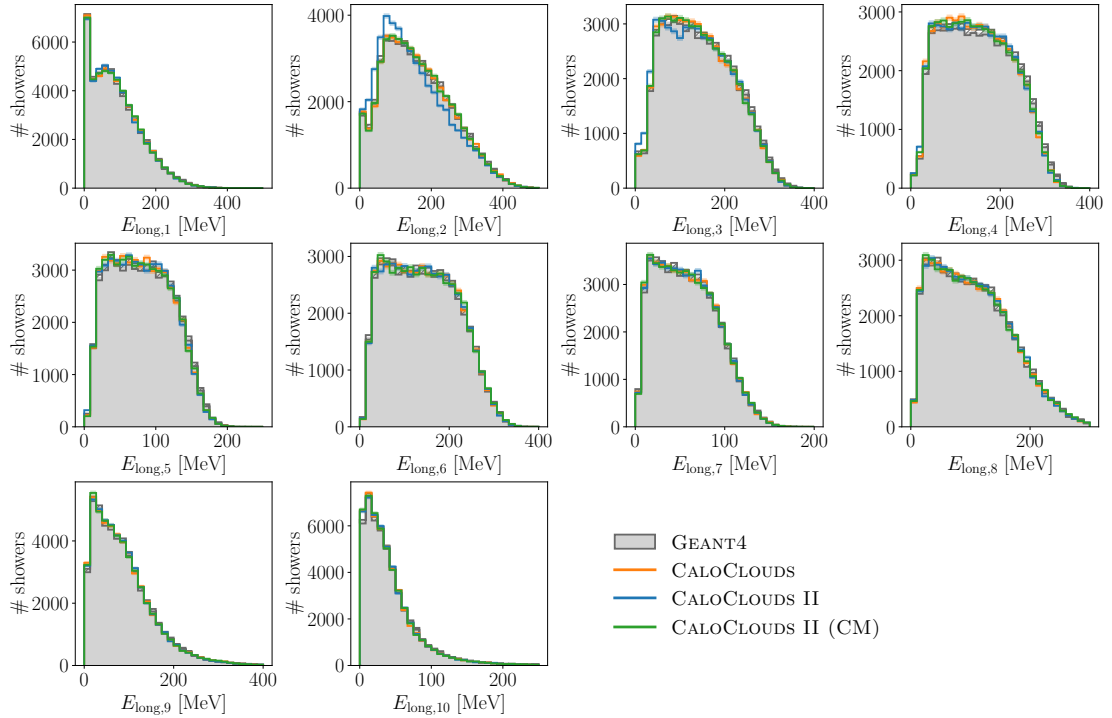 # showers
6000
4000
2000
0
0 200 400
E_long,1 [MeV]
# showers
4000
2000
0
0 200 400
E_long,2 [MeV]
# showers
3000
2000
1000
0
0 200 400
E_long,3 [MeV]
# showers
3000
2000
1000
0
0 200 400
E_long,4 [MeV]
# showers
3000
2000
1000
0
0 100 200
E_long,5 [MeV]
# showers
3000
2000
1000
0
0 200 400
E_long,6 [MeV]
# showers
3000
2000
1000
0
0 100 200
E_long,7 [MeV]
# showers
3000
2000
1000
0
0 200
E_long,8 [MeV]
# showers
4000
2000
0
0 200 400
E_long,9 [MeV]
# showers
6000
4000
2000
0
0 100 200
E_long,10 [MeV]
GEANT4
CALOCLOUDS
CALOCLOUDS II
CALOCLOUDS II (CM)